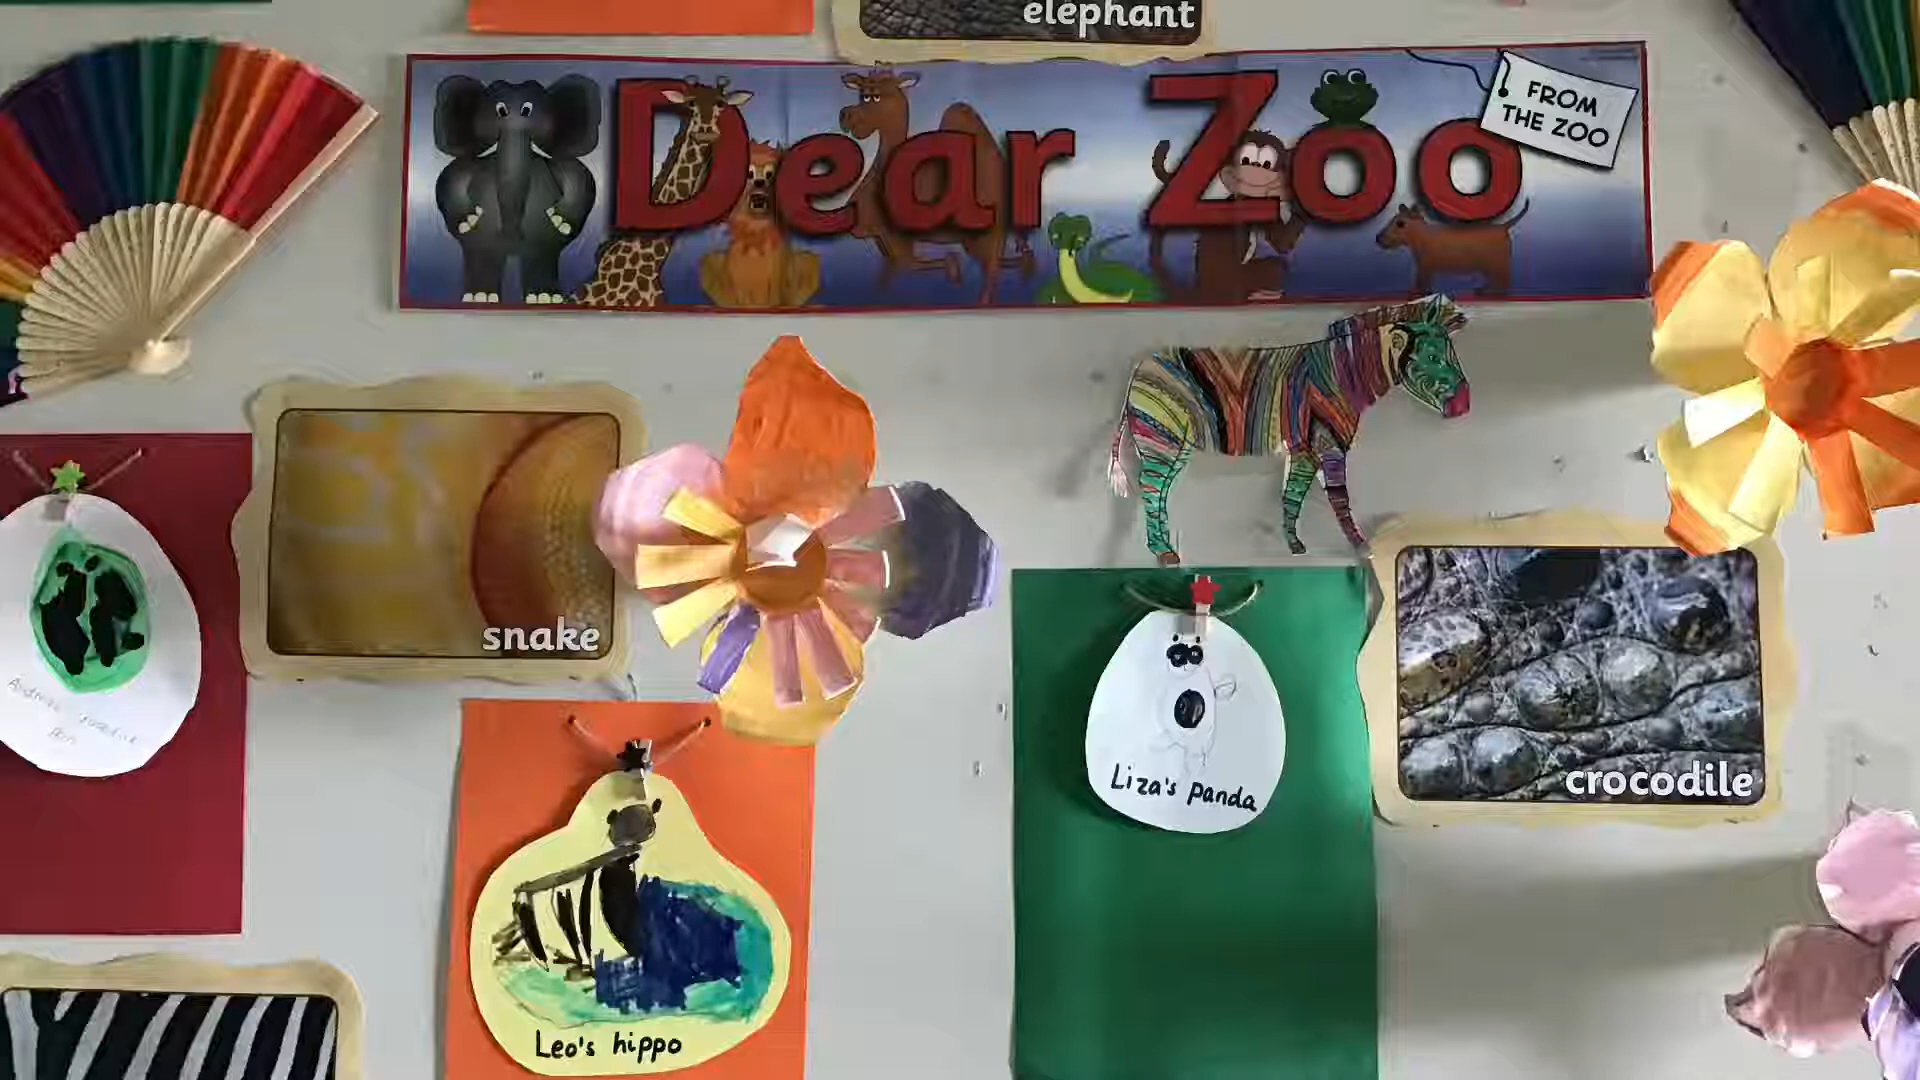 elephant
Dear Zoo
FROM
THE ZOO
snake
Liza's panda
crocodile
Leo's hippo